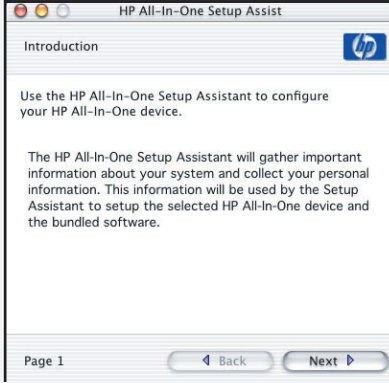 HP All-In-One Setup Assist
Introduction
hp
Use the HP All-In-One Setup Assistant to configure
your HP All-In-One device.
The HP All-In-One Setup Assistant will gather important
information about your system and collect your personal
information. This information will be used by the Setup
Assistant to setup the selected HP All-In-One device and
the bundled software.
Page 1
Back
Next